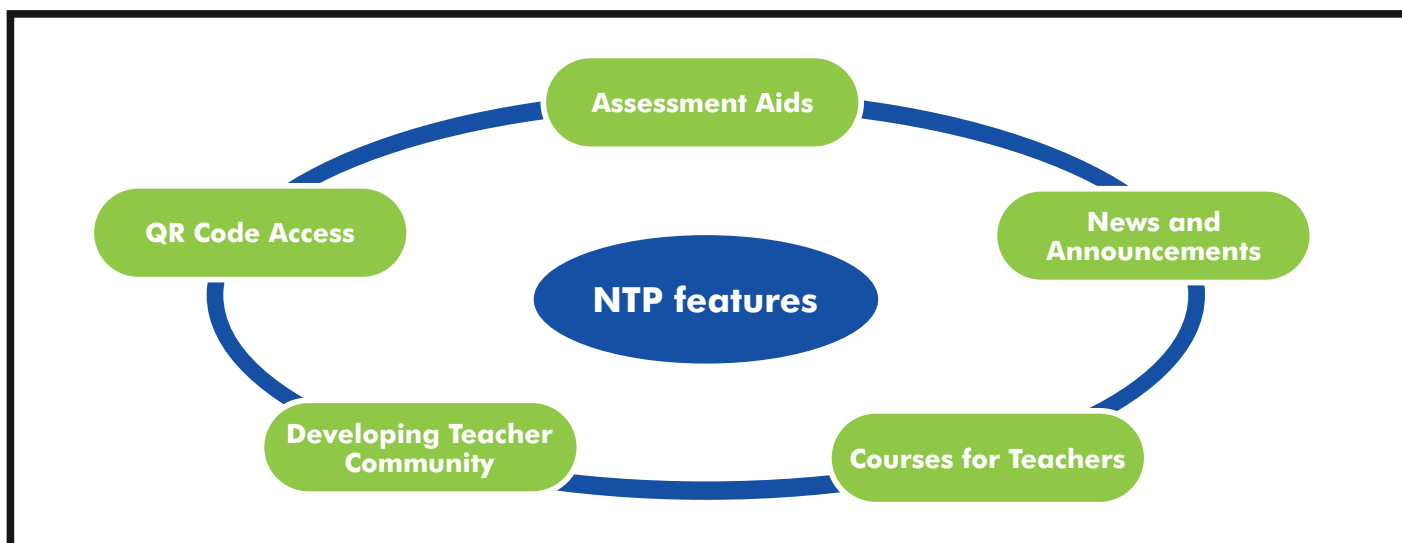 Assessment Aids
QR Code Access
News and
Announcements
NTP features
Developing Teacher
Community
Courses for Teachers